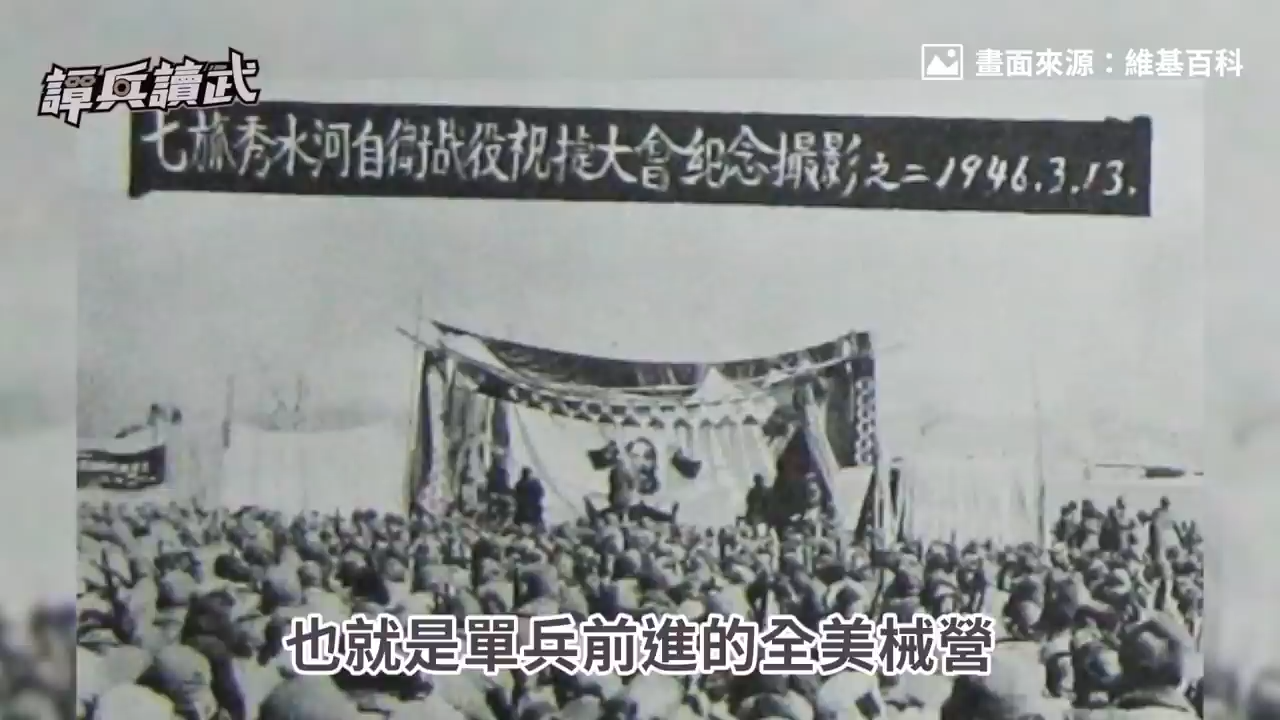 譚兵讀武
畫面來源：維基百科
七旅秀水河自衛战役祝捷大會紀念撮影之二1946.3.13.
也就是單兵前進的全美械營